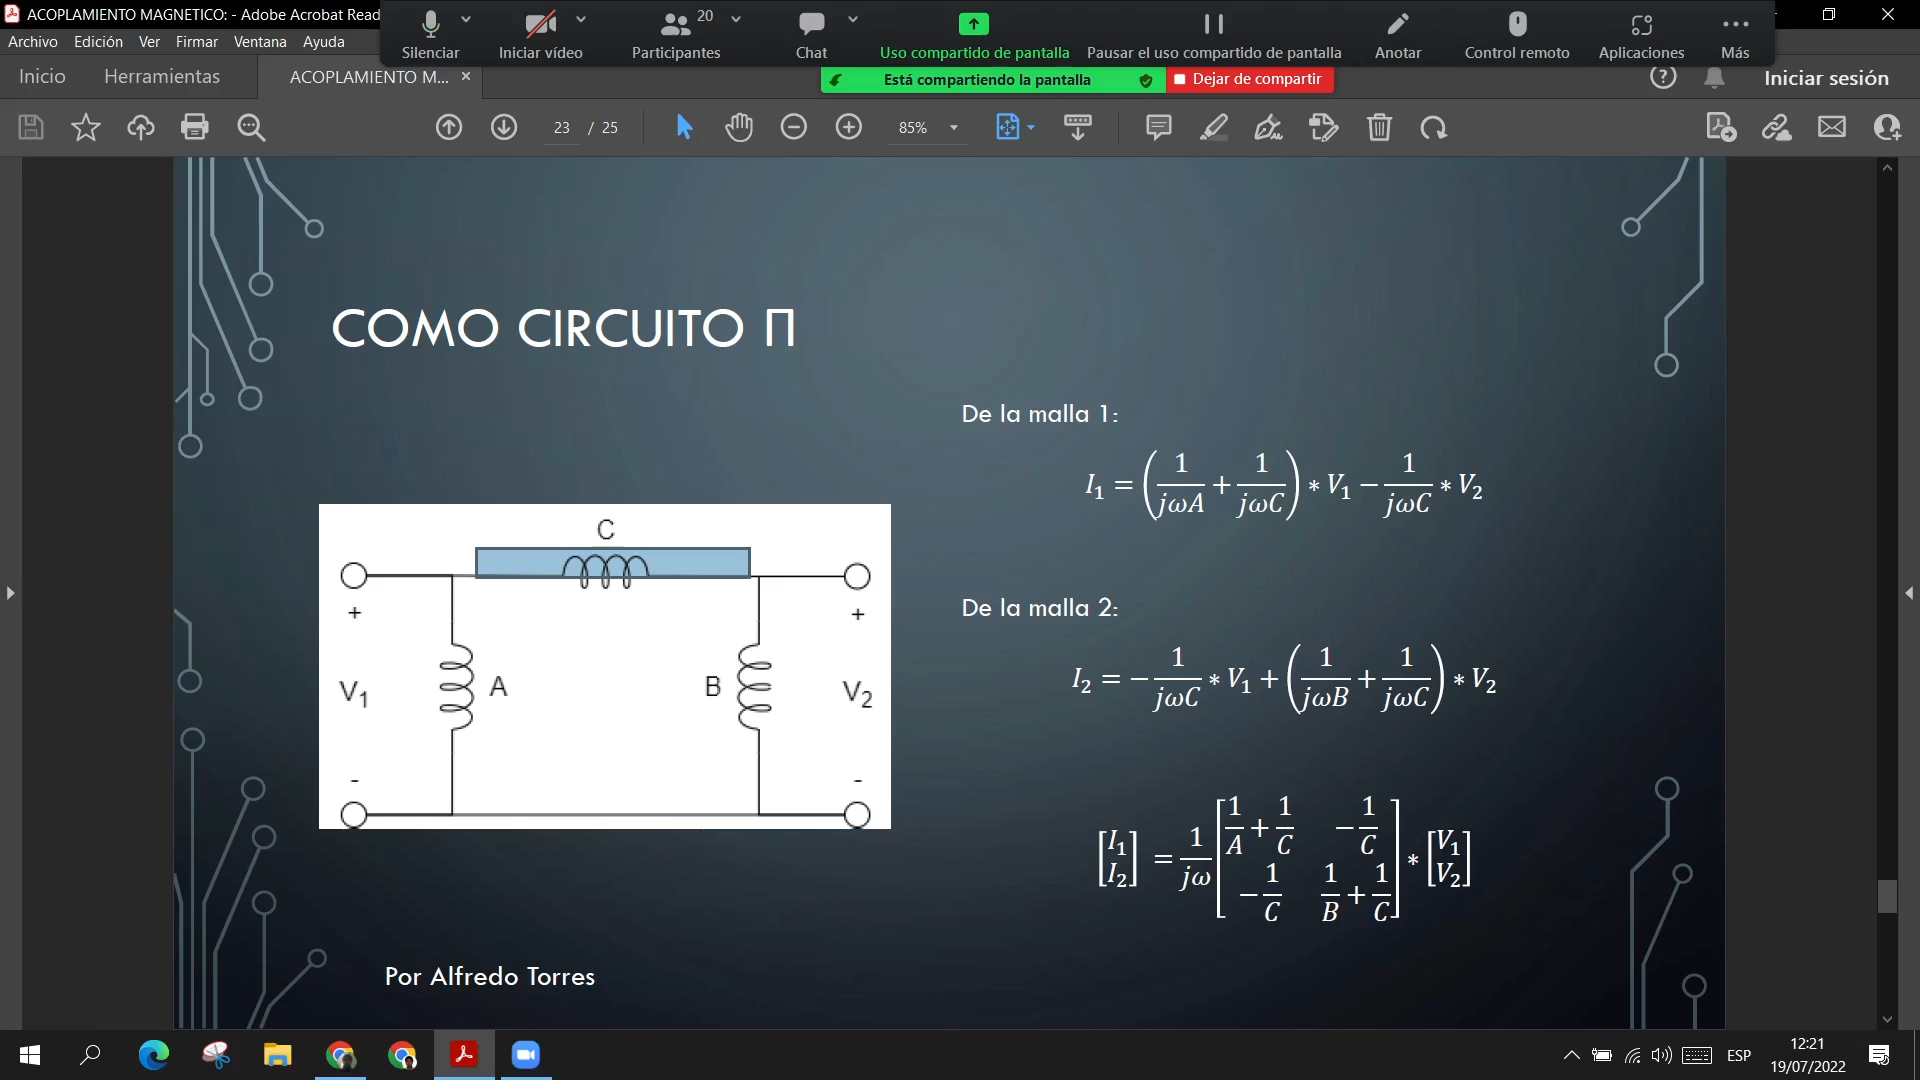 ACOPLAMIENTO MAGNETICO: - Adobe Acrobat Read
Archivo Edición Ver Firmar Ventana Ayuda
Silenciar Iniciar vídeo Participantes 20 Chat Uso compartido de pantalla Pausar el uso compartido de pantalla Anotar Control remoto Aplicaciones Más
Está compartiendo la pantalla Dejar de compartir
Inicio Herramientas ACOPLAMIENTO M... × Iniciar sesión
23 / 25 85%
COMO CIRCUITO Π
De la malla 1:
I₁ = (1/jωA + 1/jωC) * V₁ − 1/jωC * V₂
C
+ +
V₁ A B V₂
- -
De la malla 2:
I₂ = − 1/jωC * V₁ + (1/jωB + 1/jωC) * V₂
[I₁ I₂] = 1/jω [1/A + 1/C − 1/C − 1/C 1/B + 1/C] * [V₁ V₂]
Por Alfredo Torres
ESP 12:21
19/07/2022